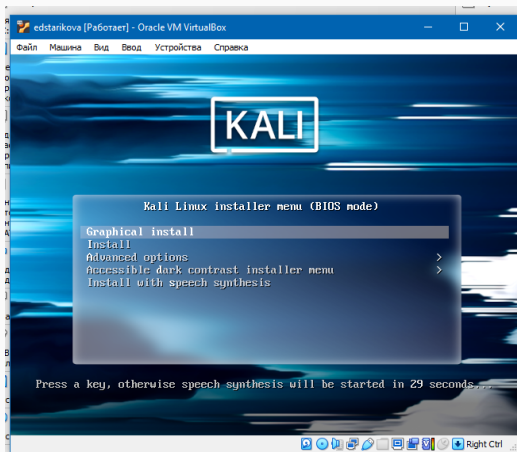 edstarikova [Работает] - Oracle VM VirtualBox
Файл Машина Вид Ввод Устройства Справка
KALI
Kali Linux installer menu (BIOS mode)
Graphical install
Install
Advanced options >
Accessible dark contrast installer menu >
Install with speech synthesis
Press a key, otherwise speech synthesis will be started in 29 seconds...
Right Ctrl